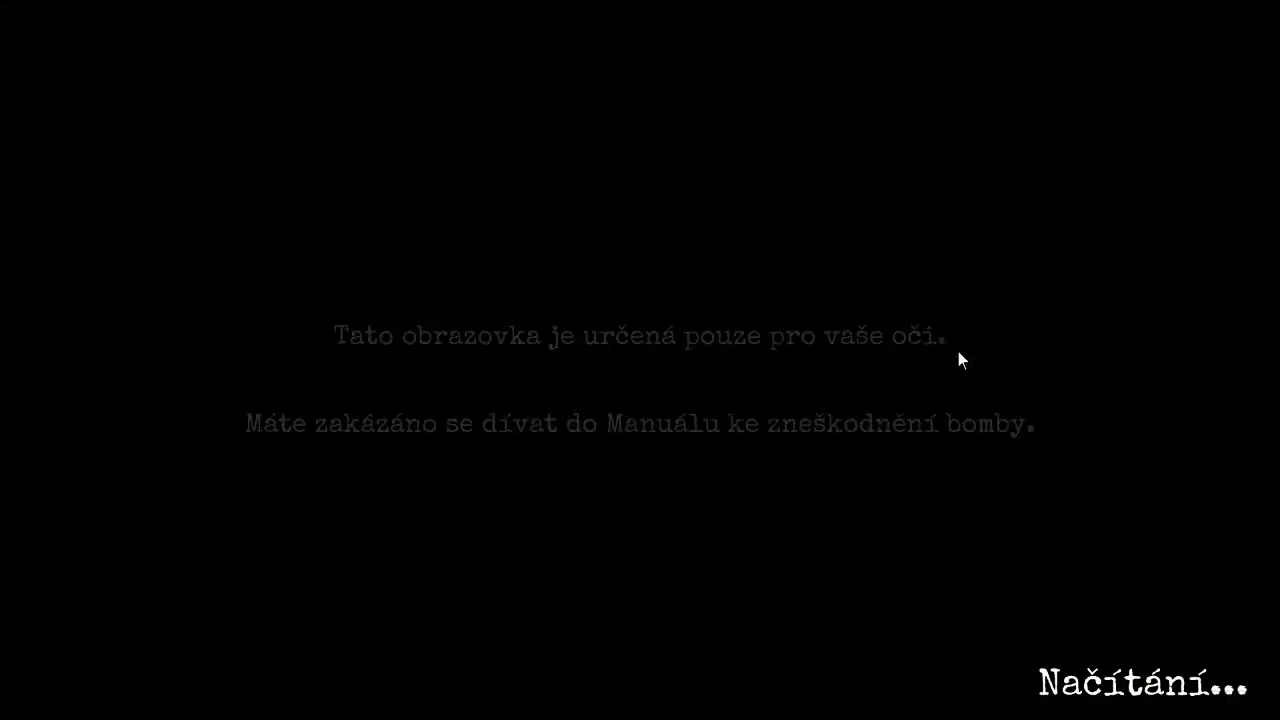 Tato obrazovka je určená pouze pro vaše oči.
Máte zakázáno se dívat do Manuálu ke zneškodnění bomby.
Načítání...